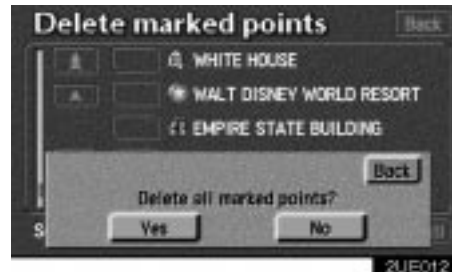 Delete marked points Back
WHITE HOUSE
WALT DISNEY WORLD RESORT
EMPIRE STATE BUILDING
Back
Delete all marked points?
Yes No
S
2UE012